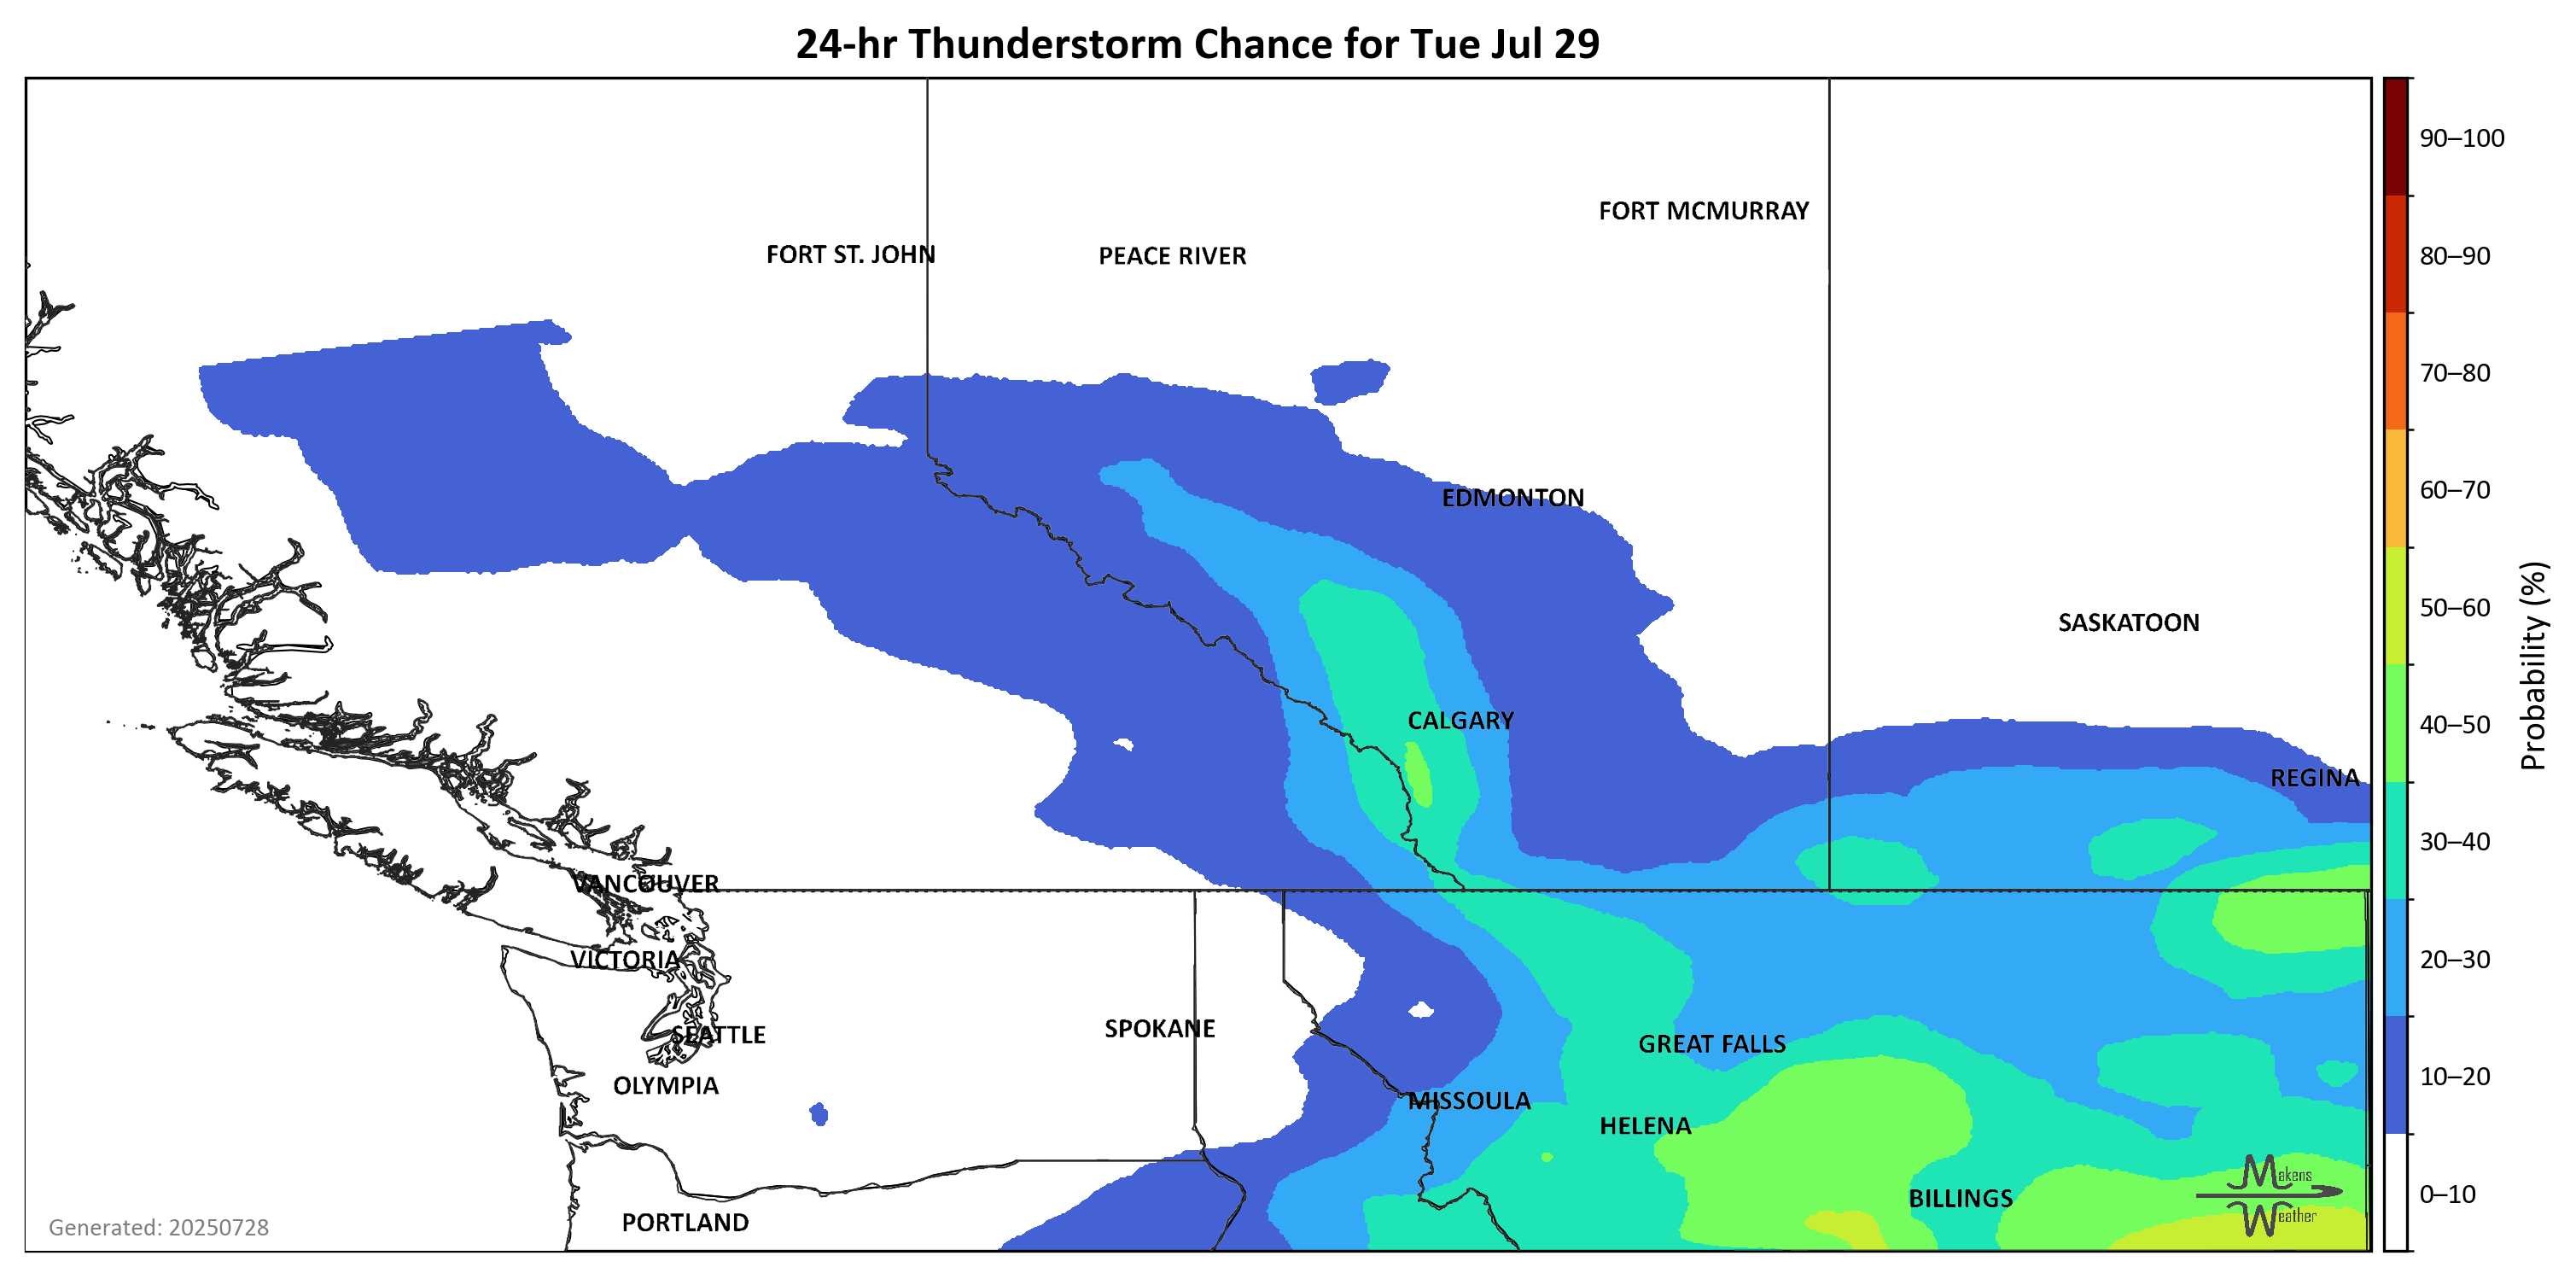 24-hr Thunderstorm Chance for Tue Jul 29
FORT MCMURRAY
FORT ST. JOHN
PEACE RIVER
EDMONTON
SASKATOON
CALGARY
REGINA
VANCOUVER
VICTORIA
SEATTLE
SPOKANE
GREAT FALLS
OLYMPIA
MISSOULA
HELENA
BILLINGS
PORTLAND
Makens
Weather
Generated: 20250728
90–100
80–90
70–80
60–70
50–60
40–50
30–40
20–30
10–20
0–10
Probability (%)